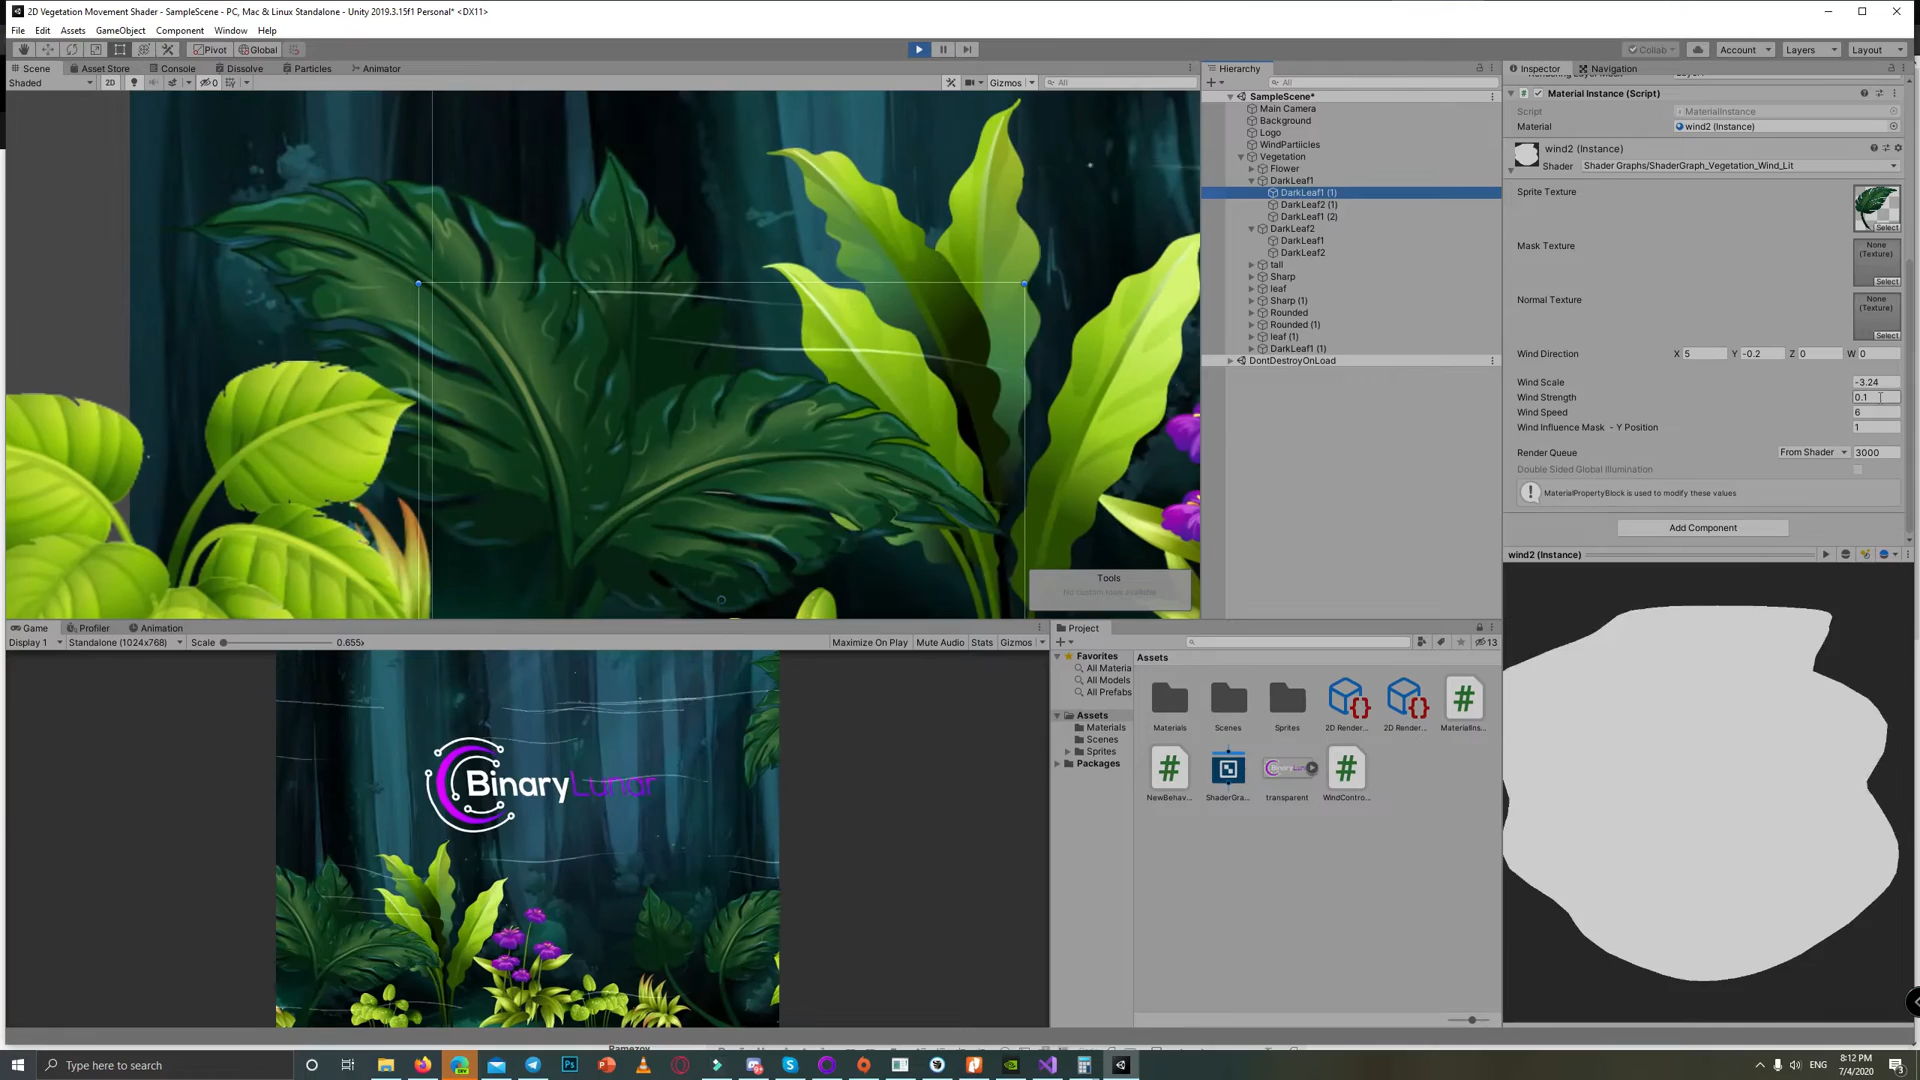 2D Vegetation Movement Shader - SampleScene - PC, Mac & Linux Standalone - Unity 2019.3.15f1 Personal* <DX11>
File Edit Assets GameObject Component Window Help
Pivot Global Collab Account Layers Layout
Scene Asset Store Console Dissolve Particles Animator
Shaded 2D 0 Gizmos All
Tools
No custom tools available
Hierarchy
All
SampleScene*
Main Camera
Background
Logo
WindPartiicles
Vegetation
Flower
DarkLeaf1
DarkLeaf1 (1)
DarkLeaf2 (1)
DarkLeaf1 (2)
DarkLeaf2
DarkLeaf1
DarkLeaf2
tall
Sharp
leaf
Sharp (1)
Rounded
Rounded (1)
leaf (1)
DarkLeaf1 (1)
DontDestroyOnLoad
Inspector Navigation
Material Instance (Script)
Script MaterialInstance
Material wind2 (Instance)
wind2 (Instance)
Shader Shader Graphs/ShaderGraph_Vegetation_Wind_Lit
Sprite Texture
Select
Mask Texture None (Texture)
Select
Normal Texture None (Texture)
Select
Wind Direction X 5 Y -0.2 Z 0 W 0
Wind Scale -3.24
Wind Strength 0.1
Wind Speed 6
Wind Influence Mask - Y Position 1
Render Queue From Shader 3000
Double Sided Global Illumination
MaterialPropertyBlock is used to modify these values
Add Component
wind2 (Instance)
Game Profiler Animation
Display 1 Standalone (1024x768) Scale 0.655x Maximize On Play Mute Audio Stats Gizmos
BinaryLunar
Project
13
Favorites
All Materia
All Models
All Prefabs
Assets
Materials
Scenes
Sprites
Packages
Assets
Materials Scenes Sprites 2D Render... 2D Render... MaterialIns...
NewBehav... ShaderGra... transparent WindContro...
Type here to search
ENG
8:12 PM
7/4/2020
3